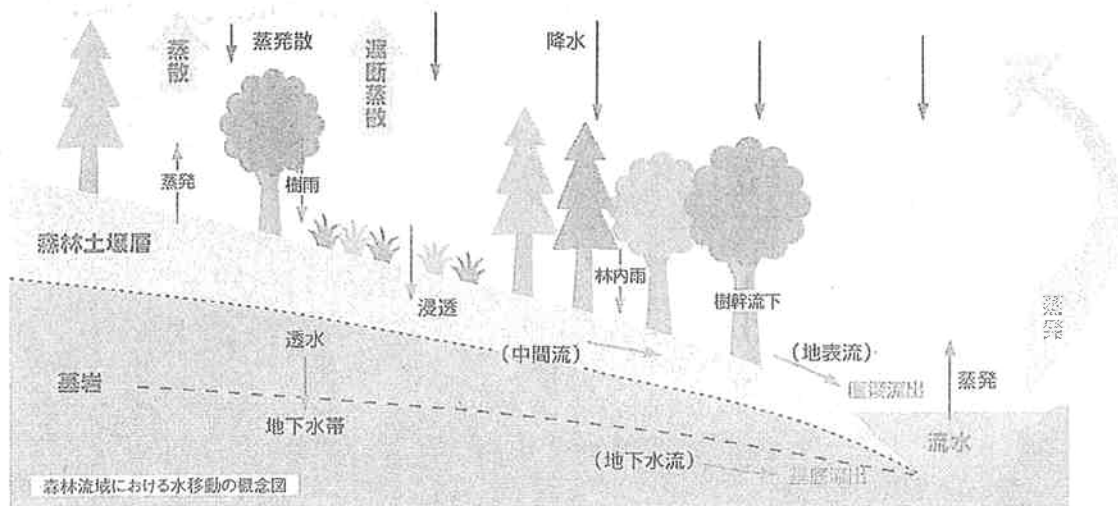 蒸散
蒸発散
遮断蒸散
降水
蒸発
樹雨
森林土壌層
浸透
林内雨
樹幹流下
蒸発
透水
(中間流)
(地表流)
直接流出
蒸発
基岩
地下水帯
流水
(地下水流)
基底流出
森林流域における水移動の概念図